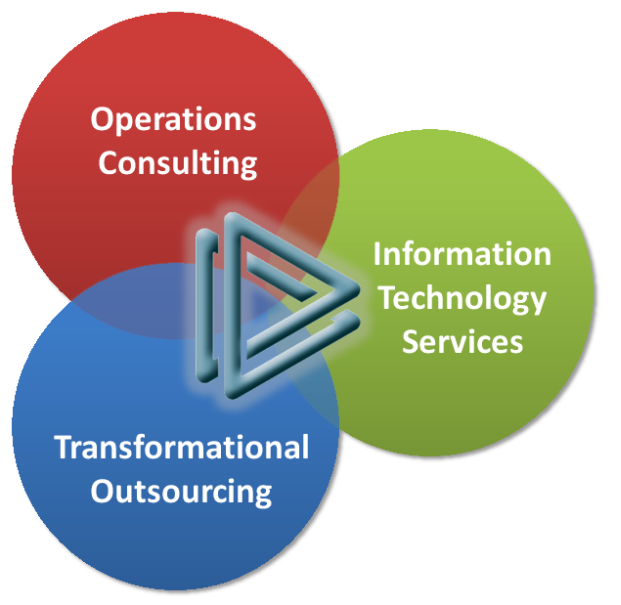 Operations
Consulting
Information
Technology
Services
Transformational
Outsourcing